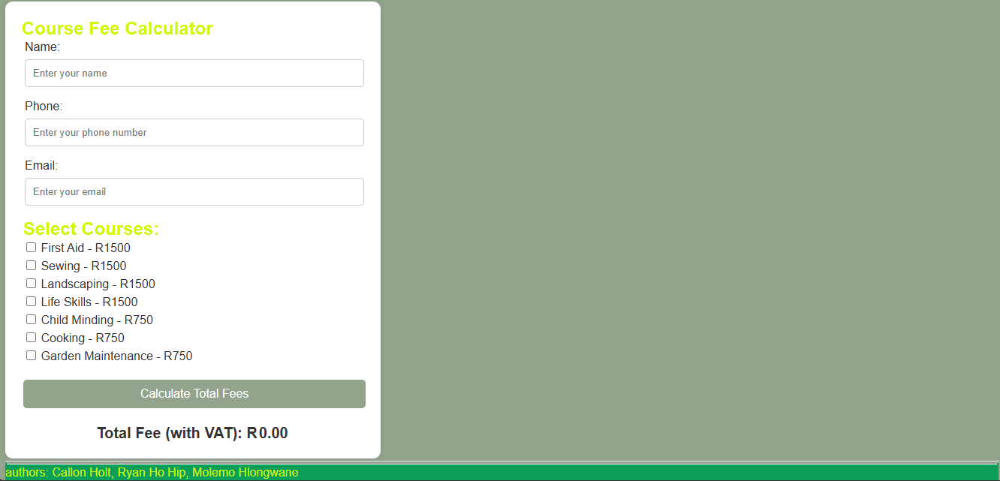 Course Fee Calculator
Name:
Enter your name
Phone:
Enter your phone number
Email:
Enter your email
Select Courses:
First Aid - R1500
Sewing - R1500
Landscaping - R1500
Life Skills - R1500
Child Minding - R750
Cooking - R750
Garden Maintenance - R750
Calculate Total Fees
Total Fee (with VAT): R0.00
authors: Callon Holt, Ryan Ho Hip, Molemo Hlongwane